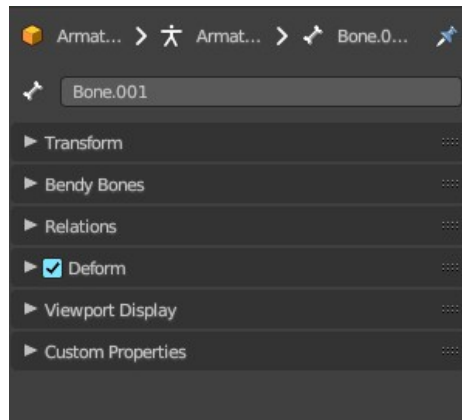 Armat... Armat... Bone.0...
Bone.001
Transform
Bendy Bones
Relations
Deform
Viewport Display
Custom Properties